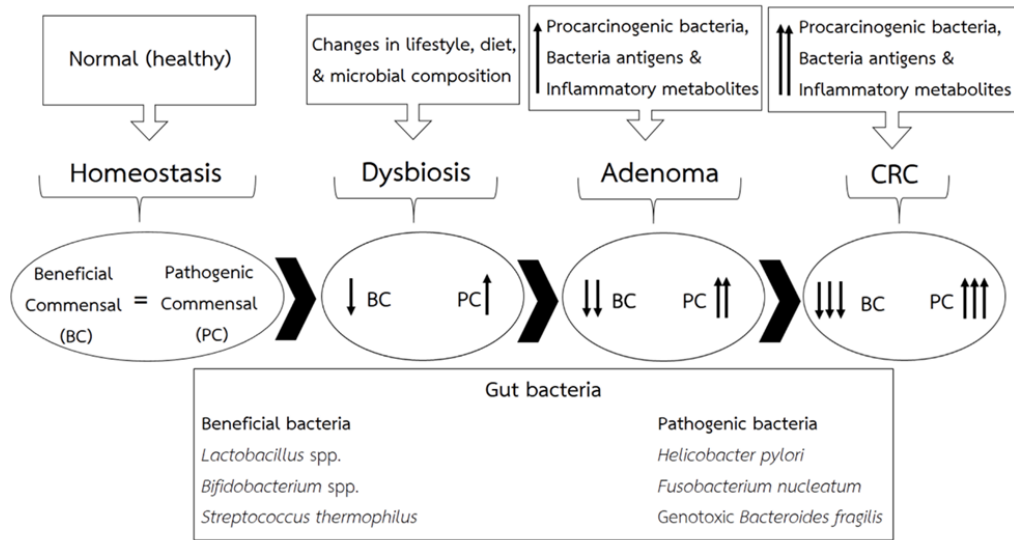 Normal (healthy)
Changes in lifestyle, diet,
& microbial composition
Procarcinogenic bacteria,
Bacteria antigens &
Inflammatory metabolites
Procarcinogenic bacteria,
Bacteria antigens &
Inflammatory metabolites
Homeostasis
Dysbiosis
Adenoma
CRC
Beneficial
Commensal
(BC)
=
Pathogenic
Commensal
(PC)
BC
PC
BC
PC
BC
PC
Gut bacteria
Beneficial bacteria
Lactobacillus spp.
Bifidobacterium spp.
Streptococcus thermophilus
Pathogenic bacteria
Helicobacter pylori
Fusobacterium nucleatum
Genotoxic Bacteroides fragilis